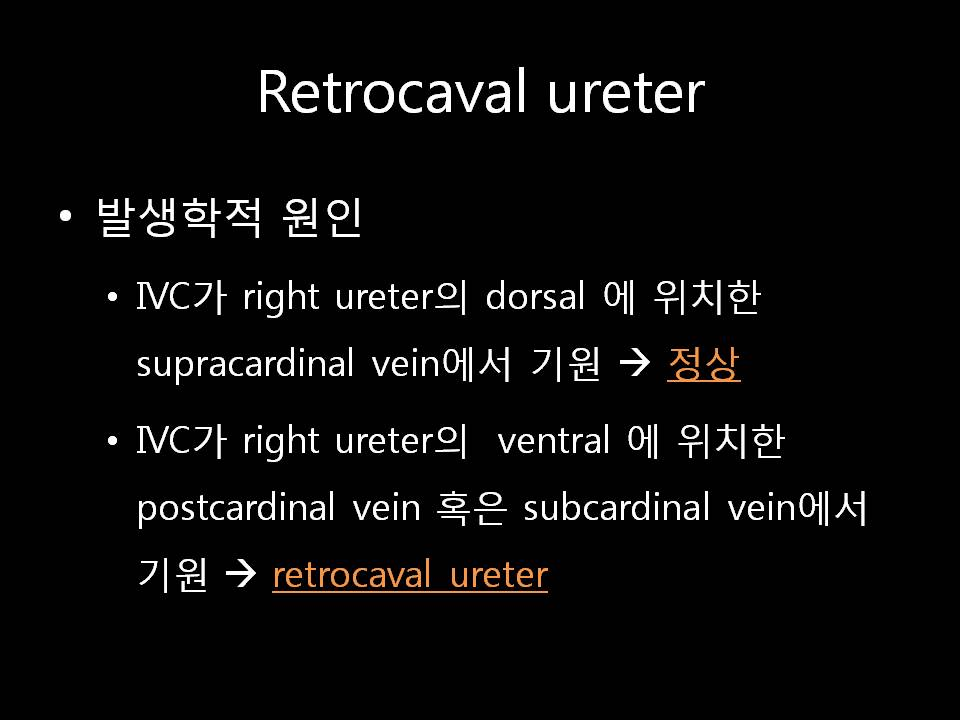 Retrocaval ureter
• 발생학적 원인
• IVC가 right ureter의 dorsal 에 위치한
supracardinal vein에서 기원 → 정상
• IVC가 right ureter의 ventral 에 위치한
postcardinal vein 혹은 subcardinal vein에서
기원 → retrocaval ureter